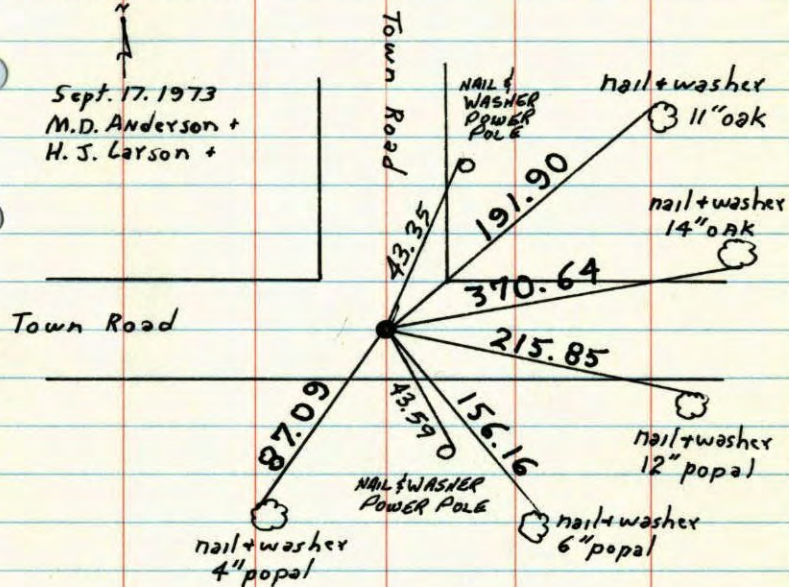 N
Sept. 17. 1973
M.D. Anderson +
H. J. Larson +
Town Road
NAIL &
WASHER
POWER
POLE
nail + washer
11" oak
43.35
191.90
nail + washer
14" oAK
370.64
Town Road
215.85
87.09
43.59
156.16
nail + washer
12" popal
NAIL & WASHER
POWER POLE
nail + washer
6" popal
nail + washer
4" popal